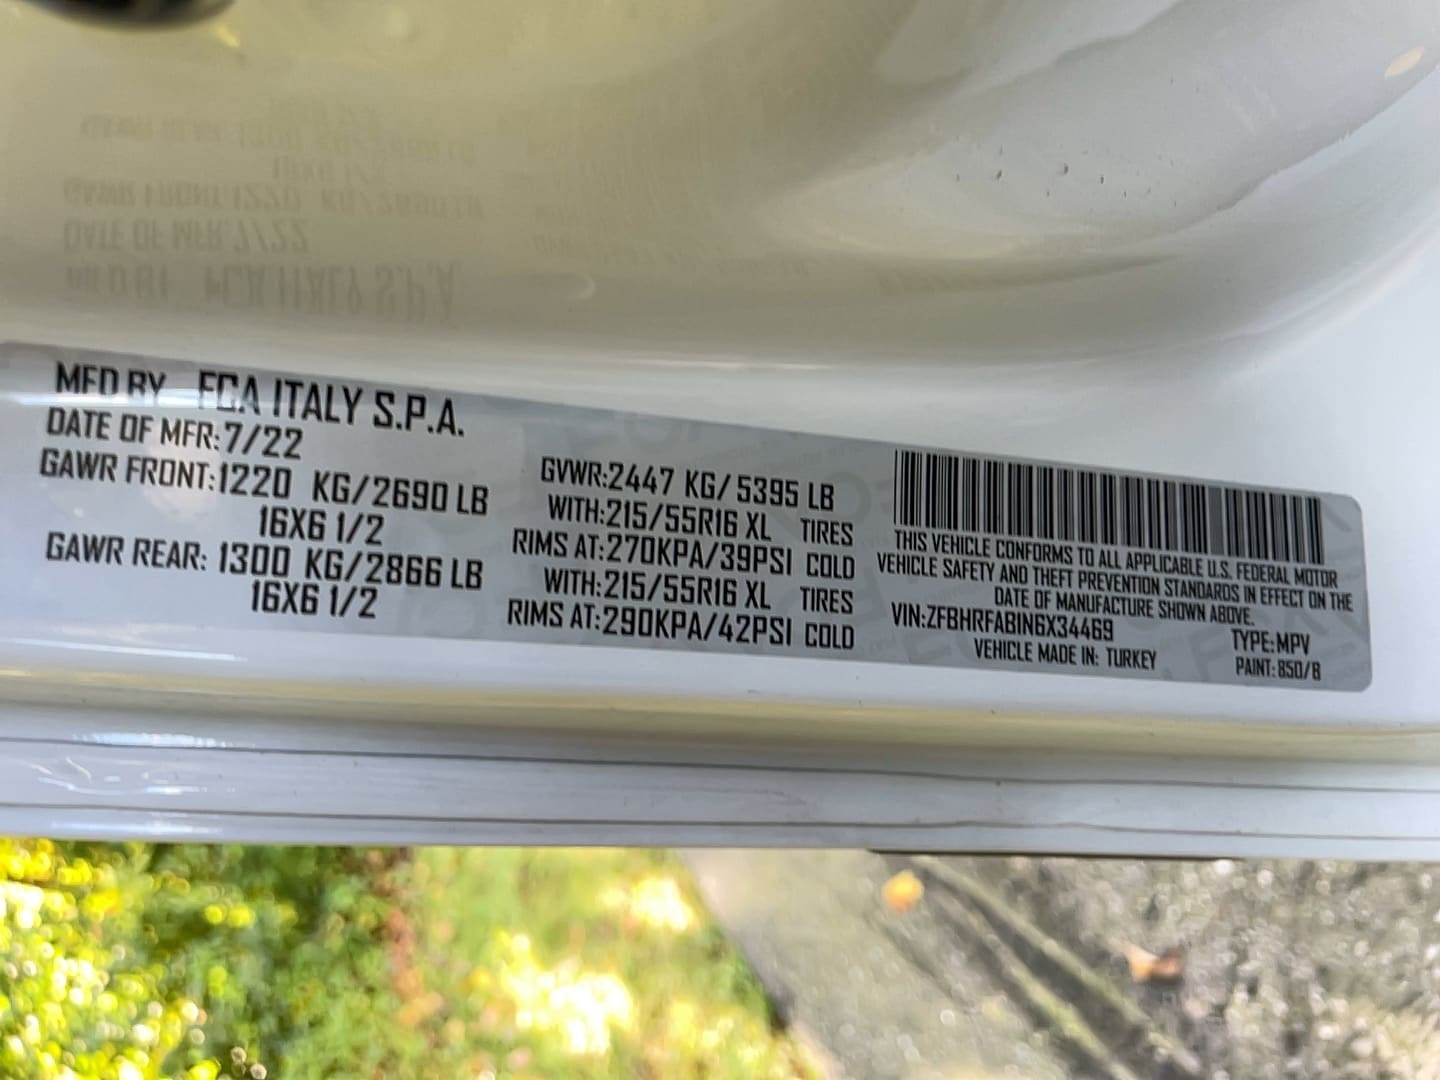 MFD BY FCA ITALY S.P.A.
DATE OF MFR: 7/22
GAWR FRONT: 1220 KG/2690 LB
16X6 1/2
GAWR REAR: 1300 KG/2866 LB
16X6 1/2
GVWR: 2447 KG/ 5395 LB
WITH: 215/55R16 XL TIRES
RIMS AT: 270KPA/39PSI COLD
WITH: 215/55R16 XL TIRES
RIMS AT: 290KPA/42PSI COLD
THIS VEHICLE CONFORMS TO ALL APPLICABLE U.S. FEDERAL MOTOR
VEHICLE SAFETY AND THEFT PREVENTION STANDARDS IN EFFECT ON THE
DATE OF MANUFACTURE SHOWN ABOVE.
VIN: ZFBHRFABIN6X34469 TYPE: MPV
VEHICLE MADE IN: TURKEY PAINT: 850/B